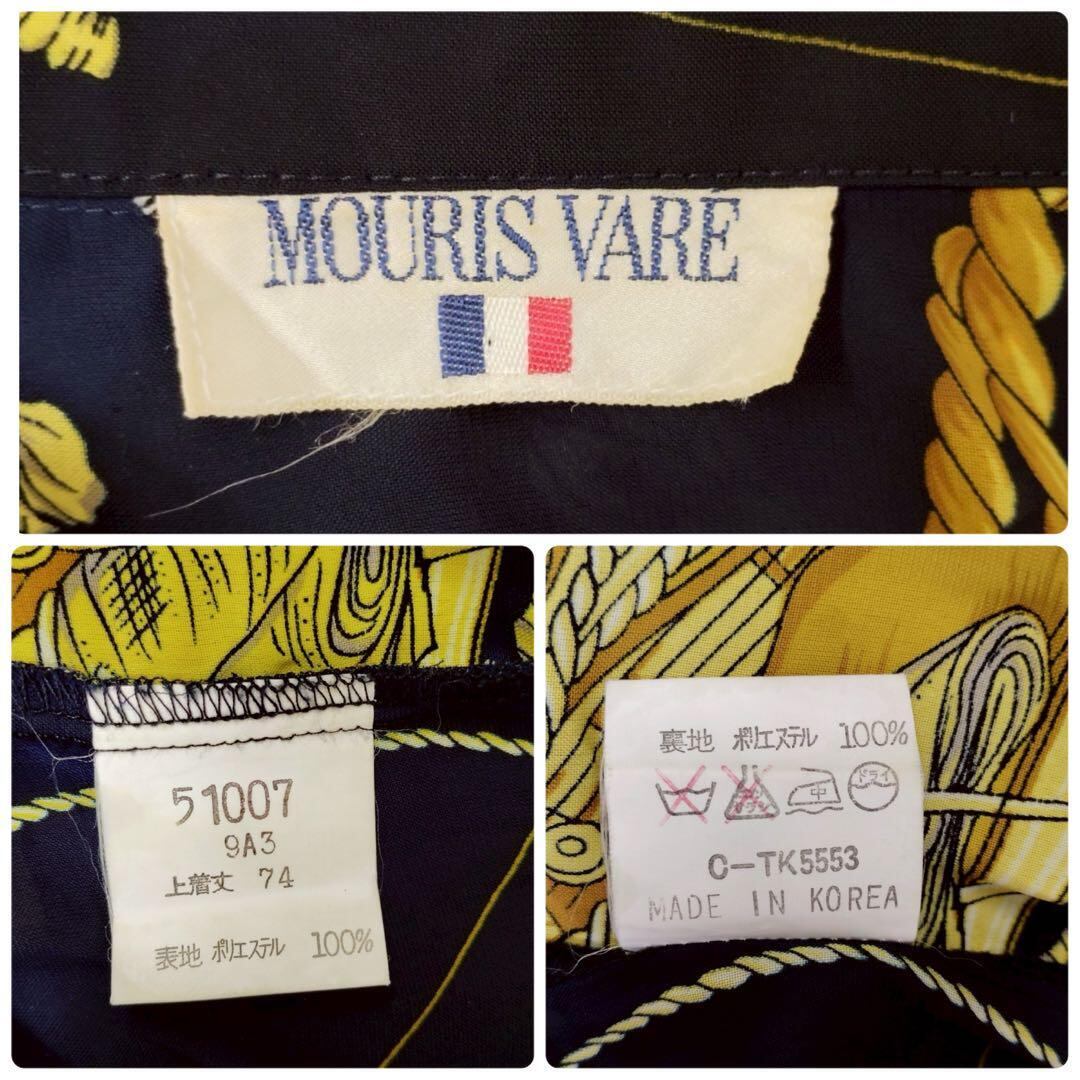 MOURIS VARÉ
51007
9A3
上着丈 74
表地 ポリエステル 100%
裏地 ポリエステル 100%
中 ドライ
C-TK5553
MADE IN KOREA